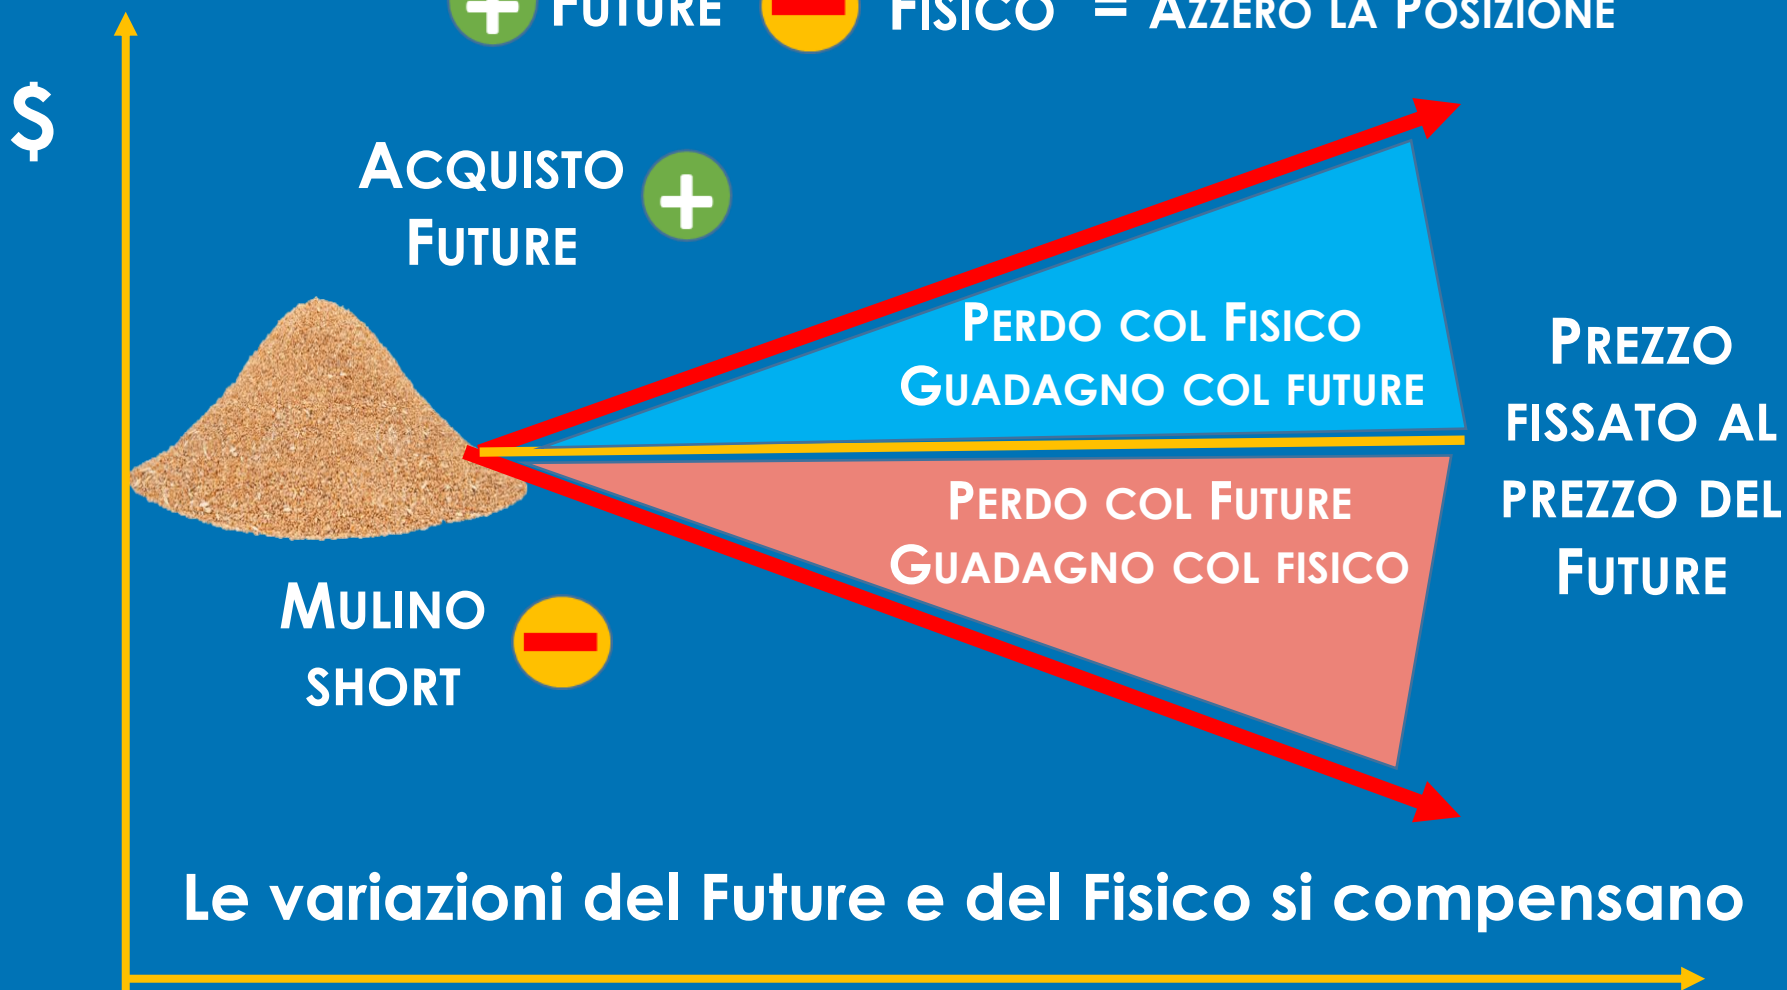 FUTURE FISICO = AZZERO LA POSIZIONE
$
ACQUISTO
FUTURE
PERDO COL FISICO
GUADAGNO COL FUTURE
PREZZO
FISSATO AL
PREZZO DEL
FUTURE
PERDO COL FUTURE
GUADAGNO COL FISICO
MULINO
SHORT
Le variazioni del Future e del Fisico si compensano